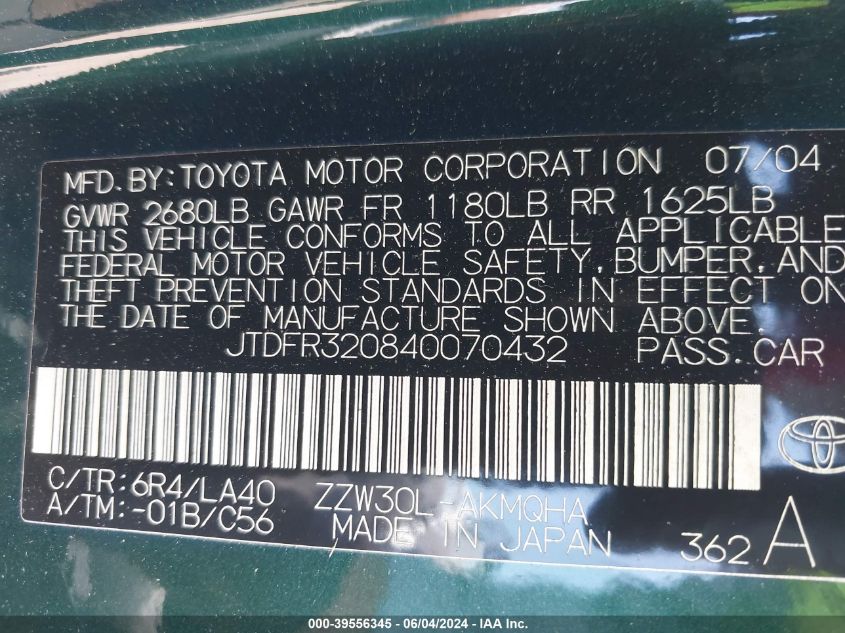 MFD. BY: TOYOTA MOTOR CORPORATION 07/04
GVWR 2680LB GAWR FR 1180LB RR 1625LB
THIS VEHICLE CONFORMS TO ALL APPLICABLE
FEDERAL MOTOR VEHICLE SAFETY, BUMPER, AND
THEFT PREVENTION STANDARDS IN EFFECT ON
THE DATE OF MANUFACTURE SHOWN ABOVE.
JTDFR320840070432 PASS. CAR
C/TR: 6R4/LA40 ZZW30L-AKMQHA
A/TM: -01B/C56 MADE IN JAPAN 362 A
000-39556345 - 06/04/2024 - IAA Inc.